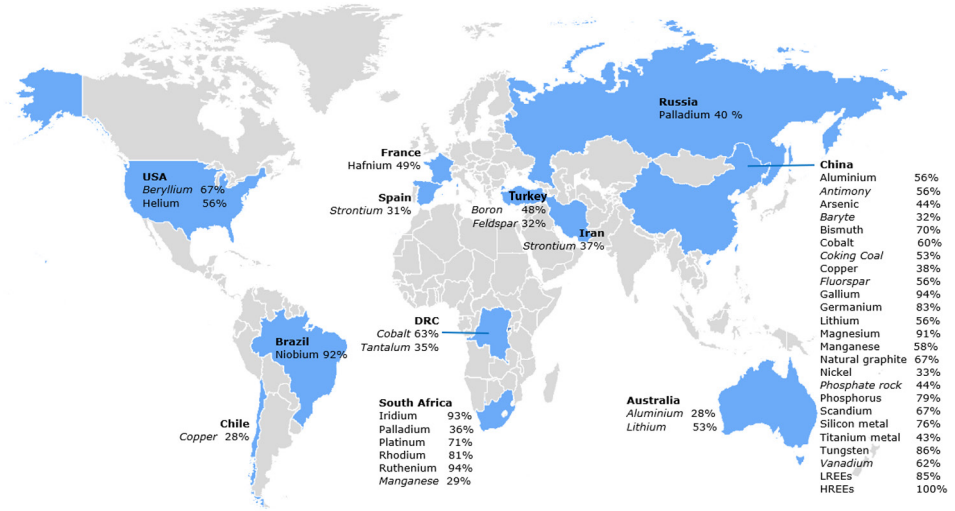 Russia
Palladium 40 %
France
Hafnium 49%
USA
Beryllium 67%
Helium 56%
Spain
Strontium 31%
Turkey
Boron 48%
Feldspar 32%
Iran
Strontium 37%
China
Aluminium 56%
Antimony 56%
Arsenic 44%
Baryte 32%
Bismuth 70%
Cobalt 60%
Coking Coal 53%
Copper 38%
Fluorspar 56%
Gallium 94%
Germanium 83%
Lithium 56%
Magnesium 91%
Manganese 58%
Natural graphite 67%
Nickel 33%
Phosphate rock 44%
Phosphorus 79%
Scandium 67%
Silicon metal 76%
Titanium metal 43%
Tungsten 86%
Vanadium 62%
LREEs 85%
HREEs 100%
DRC
Cobalt 63%
Tantalum 35%
Brazil
Niobium 92%
Chile
Copper 28%
South Africa
Iridium 93%
Palladium 36%
Platinum 71%
Rhodium 81%
Ruthenium 94%
Manganese 29%
Australia
Aluminium 28%
Lithium 53%